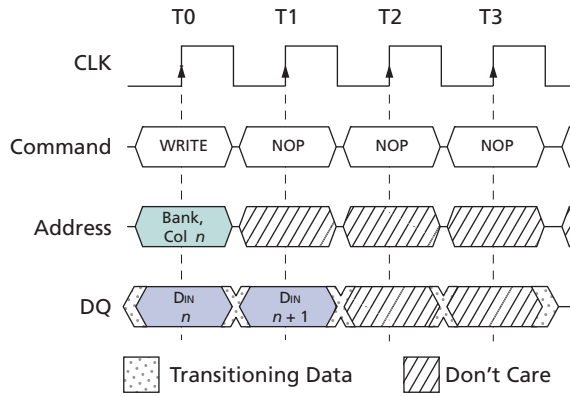 T0 T1 T2 T3
CLK
Command WRITE NOP NOP NOP
Address Bank, Col n
DQ DIN n DIN n + 1
Transitioning Data Don't Care